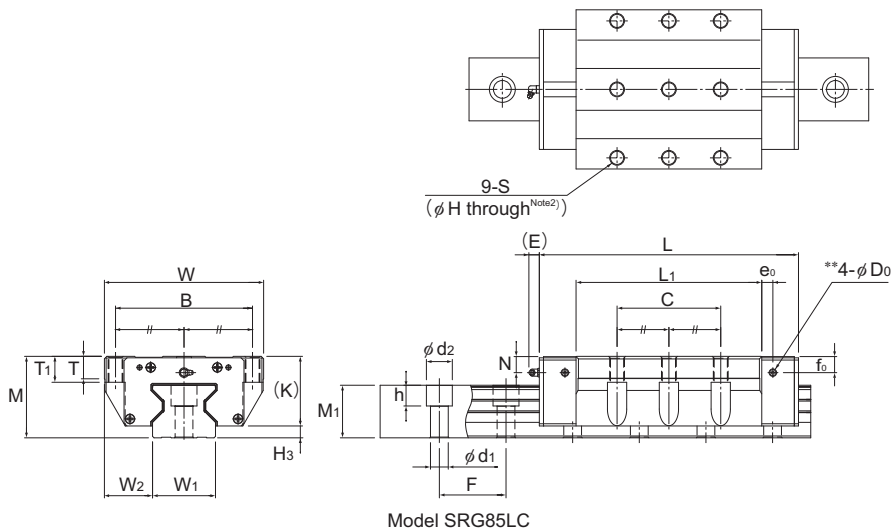 9-S
(φH through Note2))
(E)
L
L1
e0
**4-φD0
C
N
f0
W
B
T1
T
M
(K)
H3
W2
W1
φd2
h
M1
φd1
F
Model SRG85LC